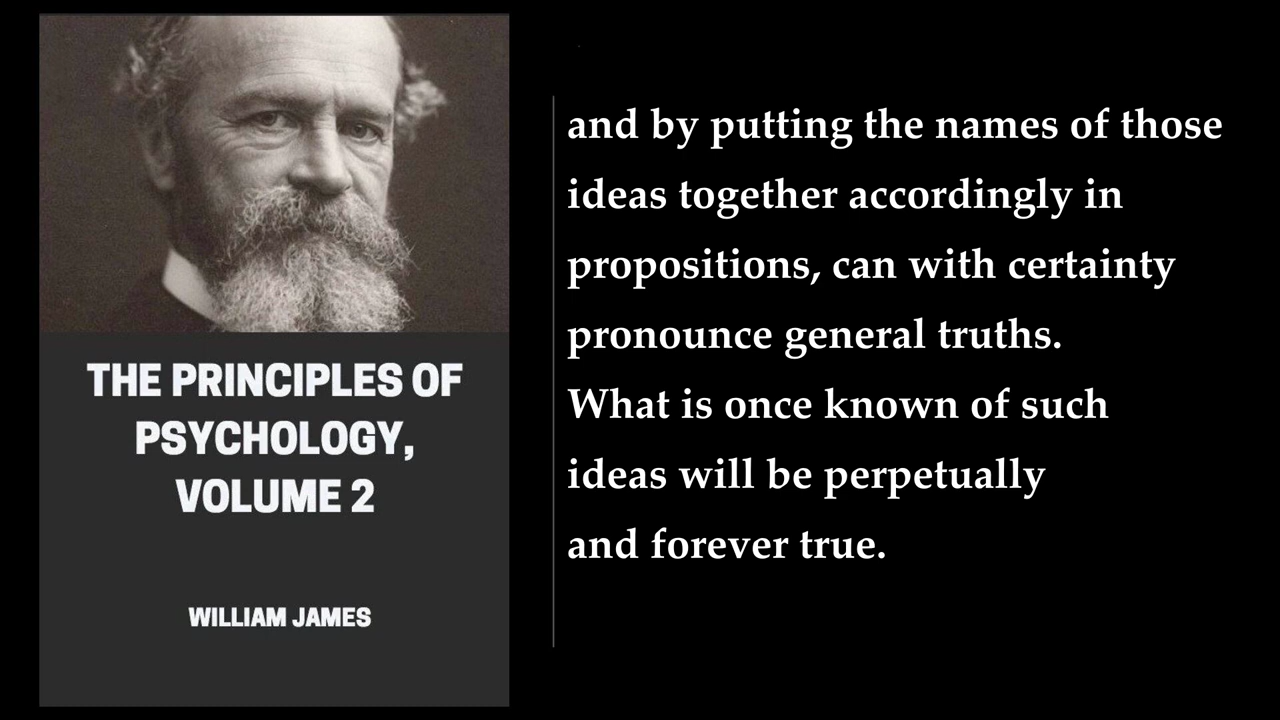 THE PRINCIPLES OF
PSYCHOLOGY,
VOLUME 2
WILLIAM JAMES
and by putting the names of those
ideas together accordingly in
propositions, can with certainty
pronounce general truths.
What is once known of such
ideas will be perpetually
and forever true.